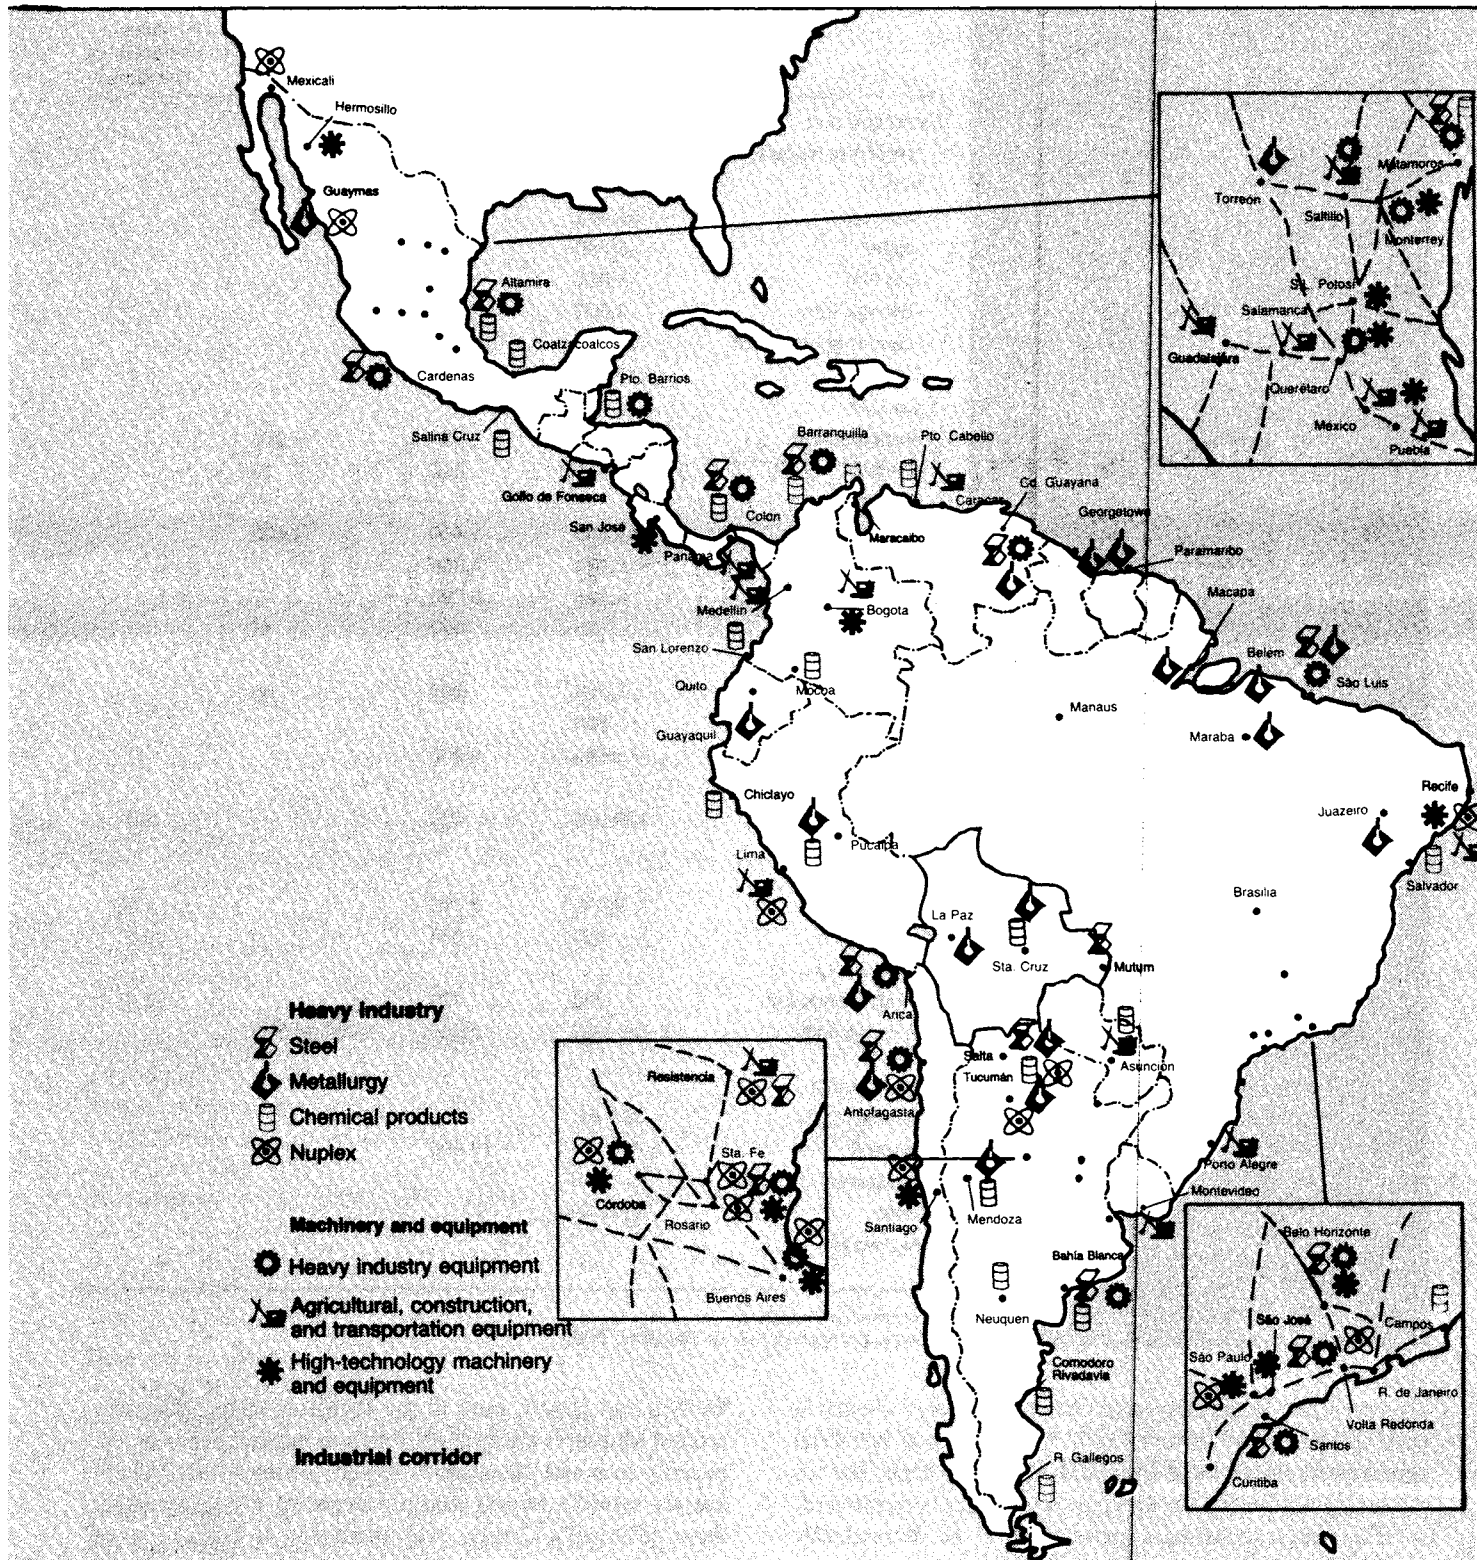 Mexicali
Hermosillo
Guaymas
Altamira
Coatzacoalcos
Cardenas
Pto. Barrios
Salina Cruz
Barranquilla
Pto. Cabello
Golfo de Fonseca
Colón
Caracas
Cd. Guayana
Georgetown
San José
Panama
Maracaibo
Paramaribo
Medellin
Bogota
Macapa
San Lorenzo
Belem
Quito
Mocoa
São Luis
Manaus
Guayaquil
Maraba
Chiclayo
Recife
Juazeiro
Pucalpa
Lima
Salvador
Brasilia
La Paz
Sta. Cruz
Mutum
Arica
Salta
Tucumán
Asunción
Antofagasta
Porto Alegre
Montevideo
Santiago
Mendoza
Bahía Blanca
Neuquen
Comodoro
Rivadavia
R. Gallegos
Torreón
Saltillo
Matamoros
Monterrey
S.L. Potosí
Salamanca
Guadalajara
Querétaro
México
Puebla
Heavy industry
Steel
Metallurgy
Chemical products
Nuplex
Machinery and equipment
Heavy industry equipment
Agricultural, construction,
and transportation equipment
High-technology machinery
and equipment
Industrial corridor
Resistencia
Sta. Fe
Córdoba
Rosario
Buenos Aires
Belo Horizonte
São José
Campos
São Paulo
R. de Janeiro
Volta Redonda
Santos
Curitiba